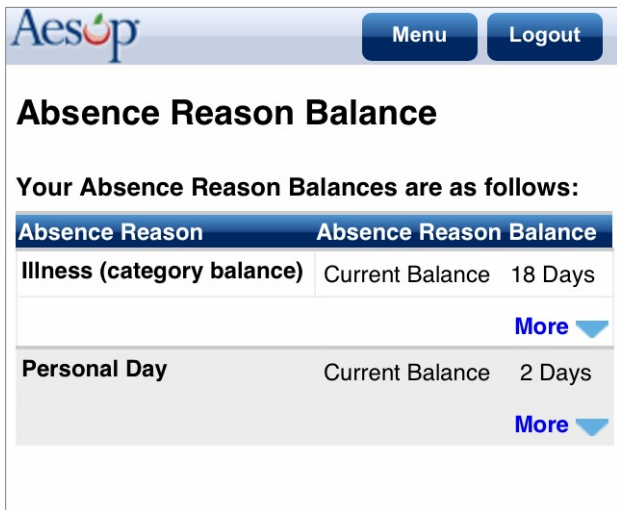 Aesop
Menu
Logout
Absence Reason Balance
Your Absence Reason Balances are as follows:
Absence Reason Absence Reason Balance
Illness (category balance) Current Balance 18 Days
More
Personal Day Current Balance 2 Days
More